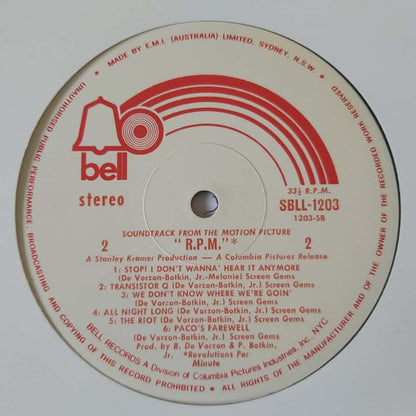 MADE BY E.M.I. (AUSTRALIA) LIMITED, SYDNEY, N.S.W.
UNAUTHORISED PUBLIC PERFORMANCE, BROADCASTING AND COPYING OF THIS RECORD PROHIBITED • ALL RIGHTS OF THE MANUFACTURER AND OF THE OWNER OF THE RECORDED WORK RESERVED
bell
33⅓ R.P.M.
stereo
SBLL-1203
1203-SB
SOUNDTRACK FROM THE MOTION PICTURE
2 "R.P.M."* 2
A Stanley Kramer Production — A Columbia Pictures Release
1: STOP! I DON'T WANNA' HEAR IT ANYMORE
(De Vorzon-Botkin, Jr.-Melanie) Screen Gems
2: TRANSISTOR Q (De Vorzon-Botkin, Jr.) Screen Gems
3: WE DON'T KNOW WHERE WE'RE GOIN'
(De Vorzon-Botkin, Jr.) Screen Gems
4: ALL NIGHT LONG (De Vorzon-Botkin, Jr.) Screen Gems
5: THE RIOT (De Vorzon-Botkin, Jr.) Screen Gems
6: PACO'S FAREWELL
(De Vorzon-Botkin, Jr.) Screen Gems
Prod. by B. De Vorzon & P. Botkin,
Jr. *Revolutions Per
Minute
BELL RECORDS A Division of Columbia Pictures Industries, Inc., NYC